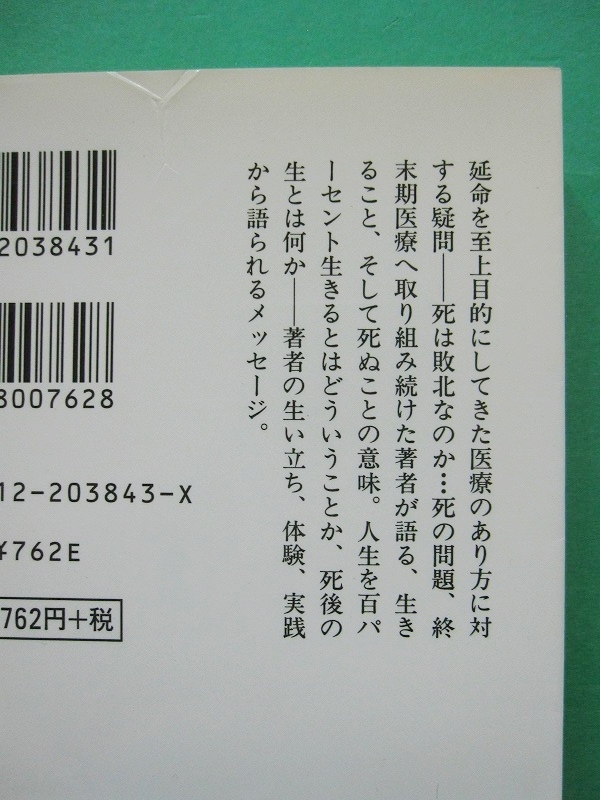 延命を至上目的にしてきた医療のあり方に対
する疑問――死は敗北なのか…死の問題、終
末期医療へ取り組み続けた著者が語る、生き
ること、そして死ぬことの意味。人生を百パ
ーセント生きるとはどういうことか、死後の
生とは何か――著者の生い立ち、体験、実践
から語られるメッセージ。
2038431
8007628
12-203843-X
¥762E
762円+税